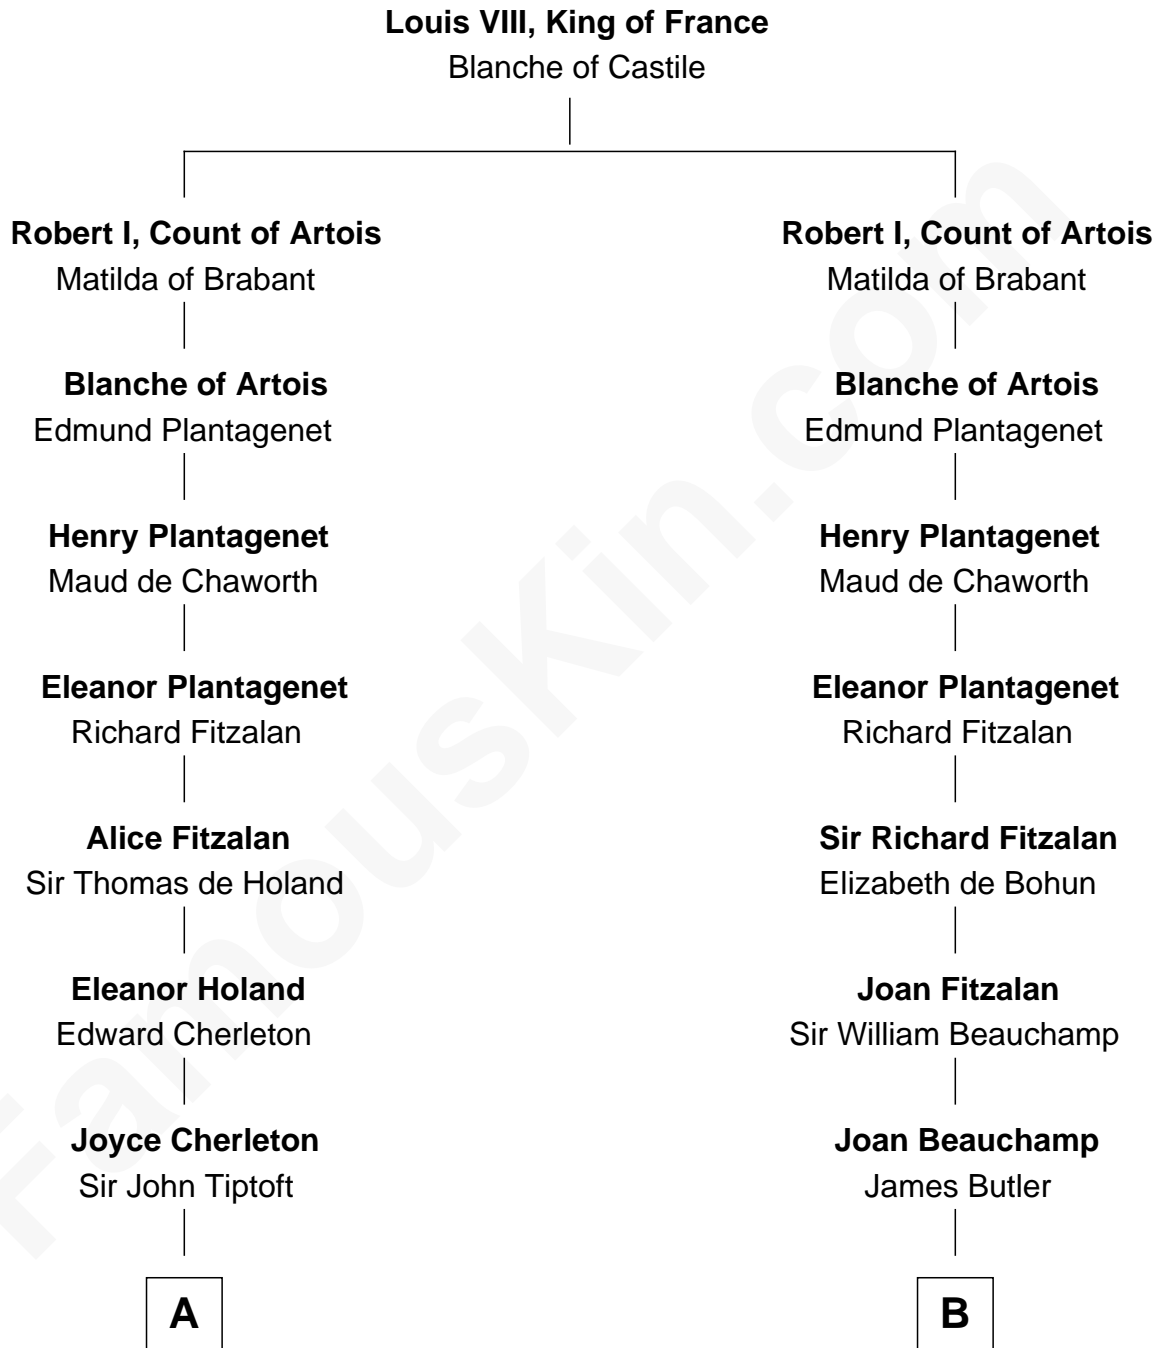 Louis VIII, King of France
Blanche of Castile
Robert I, Count of Artois
Matilda of Brabant
Robert I, Count of Artois
Matilda of Brabant
Blanche of Artois
Edmund Plantagenet
Blanche of Artois
Edmund Plantagenet
Henry Plantagenet
Maud de Chaworth
Henry Plantagenet
Maud de Chaworth
Eleanor Plantagenet
Richard Fitzalan
Eleanor Plantagenet
Richard Fitzalan
Alice Fitzalan
Sir Thomas de Holand
Sir Richard Fitzalan
Elizabeth de Bohun
Eleanor Holand
Edward Cherleton
Joan Fitzalan
Sir William Beauchamp
Joyce Cherleton
Sir John Tiptoft
Joan Beauchamp
James Butler
A
B
FamousKin.com